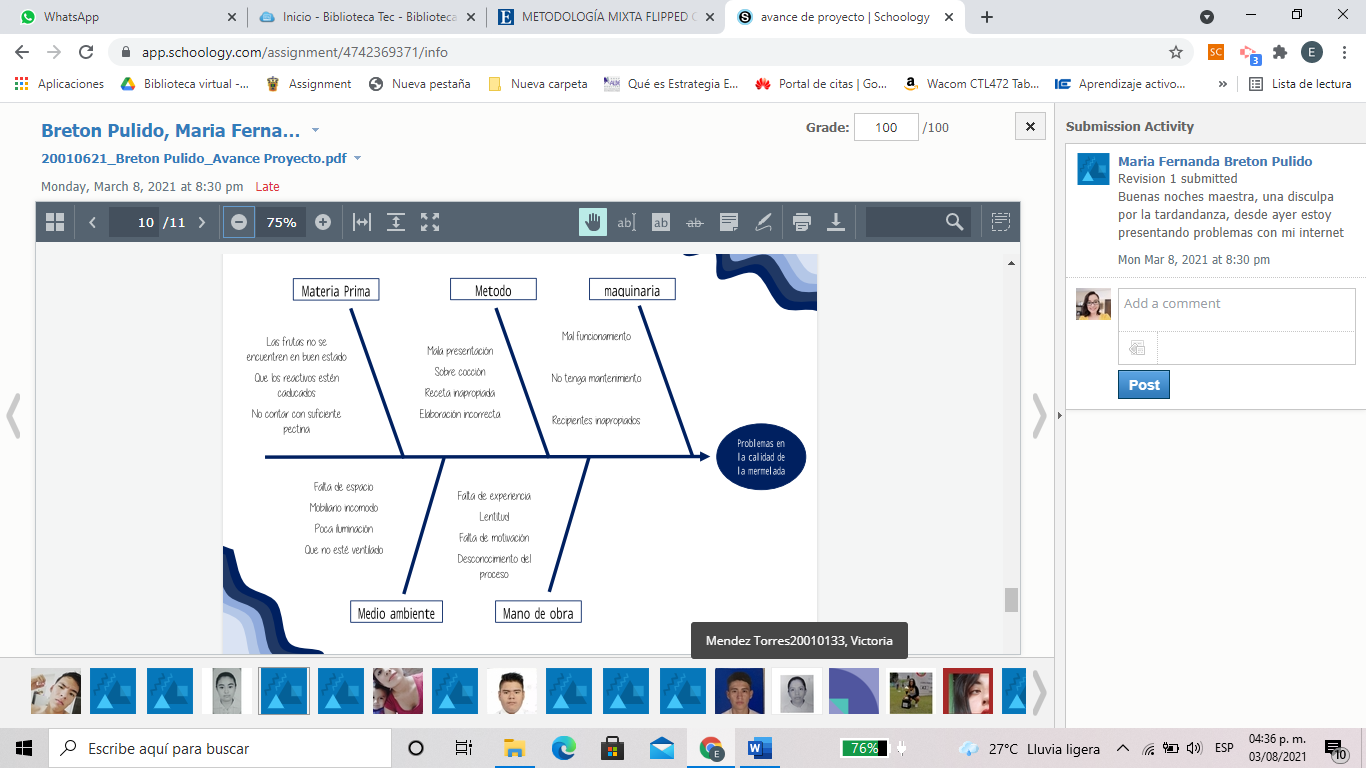 WhatsApp
Inicio - Biblioteca Tec - Biblioteca
METODOLOGÍA MIXTA FLIPPED
avance de proyecto | Schoology
app.schoology.com/assignment/4742369371/info
SC
E
3
Aplicaciones
Biblioteca virtual -...
Assignment
Nueva pestaña
Nueva carpeta
Qué es Estrategia E...
Portal de citas | Go...
Wacom CTL472 Tab...
Aprendizaje activo...
»
Lista de lectura
Breton Pulido, Maria Ferna...
Grade: 100 /100
20010621_Breton Pulido_Avance Proyecto.pdf
Monday, March 8, 2021 at 8:30 pm Late
10 /11
75%
Materia Prima
Metodo
maquinaria
Las frutas no se
encuentren en buen estado
Que los reactivos estén
caducados
No contar con suficiente
pectina
Mala presentación
Sobre cocción
Receta inapropiada
Elaboración incorrecta
Mal funcionamiento
No tenga mantenimiento
Recipientes inapropiados
Problemas en
la calidad de
la mermelada
Falta de espacio
Mobiliario incomodo
Poca iluminación
Que no esté ventilado
Falta de experiencia
Lentitud
Falta de motivación
Desconocimiento del
proceso
Medio ambiente
Mano de obra
Mendez Torres20010133, Victoria
Submission Activity
Maria Fernanda Breton Pulido
Revision 1 submitted
Buenas noches maestra, una disculpa
por la tardandanza, desde ayer estoy
presentando problemas con mi internet
Mon Mar 8, 2021 at 8:30 pm
Add a comment
Post
Escribe aquí para buscar
76%
27°C Lluvia ligera
ESP
04:36 p. m.
03/08/2021
10